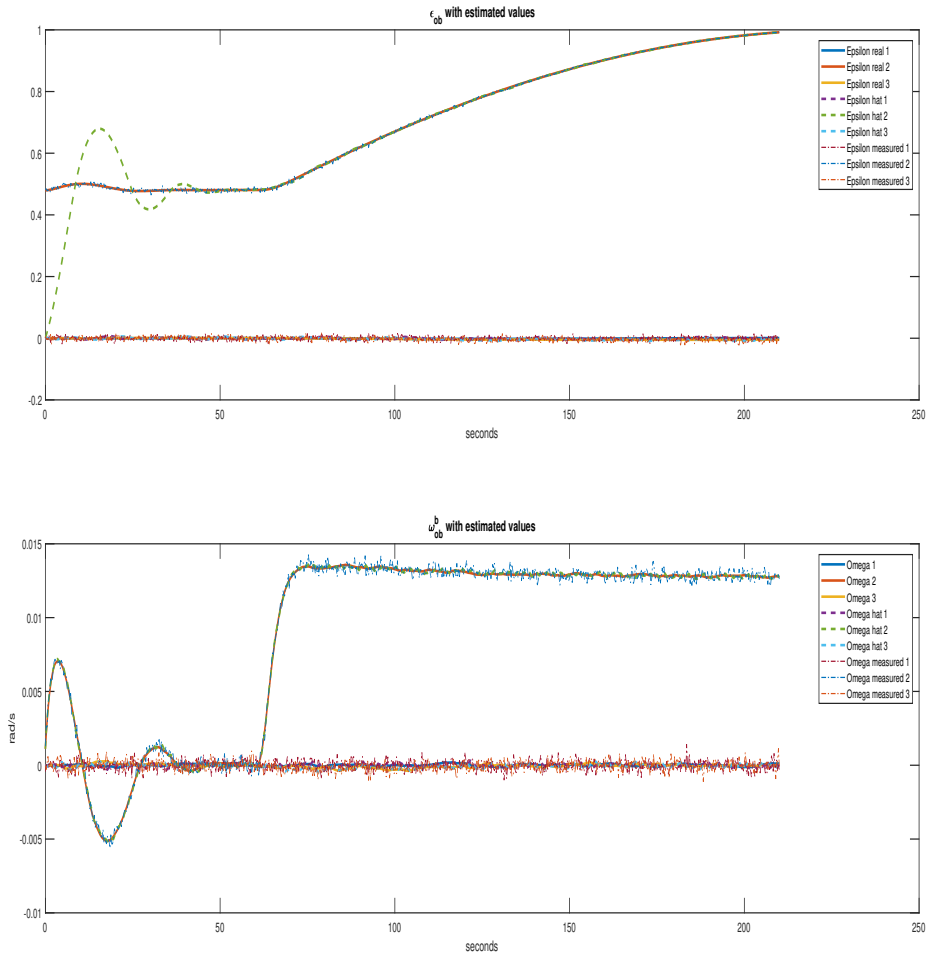 ϵob with estimated values
1
0.8
0.6
0.4
0.2
0
-0.2
0 50 100 150 200 250
seconds
Epsilon real 1
Epsilon real 2
Epsilon real 3
Epsilon hat 1
Epsilon hat 2
Epsilon hat 3
Epsilon measured 1
Epsilon measured 2
Epsilon measured 3
ω^b_ob with estimated values
0.015
0.01
0.005
0
-0.005
-0.01
rad/s
0 50 100 150 200 250
seconds
Omega 1
Omega 2
Omega 3
Omega hat 1
Omega hat 2
Omega hat 3
Omega measured 1
Omega measured 2
Omega measured 3